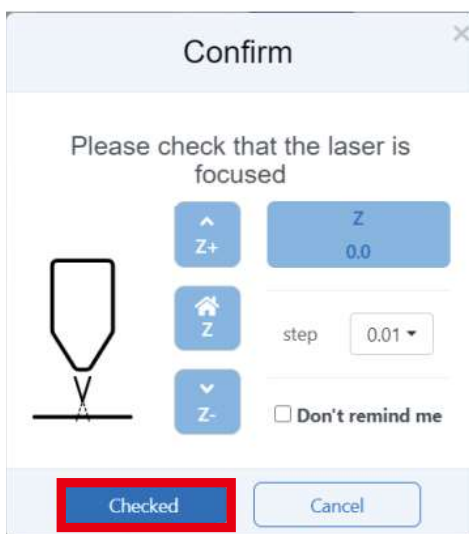 Confirm
×
Please check that the laser is
focused
Z+
Z
0.0
Z
step
0.01
Z-
Don't remind me
Checked
Cancel